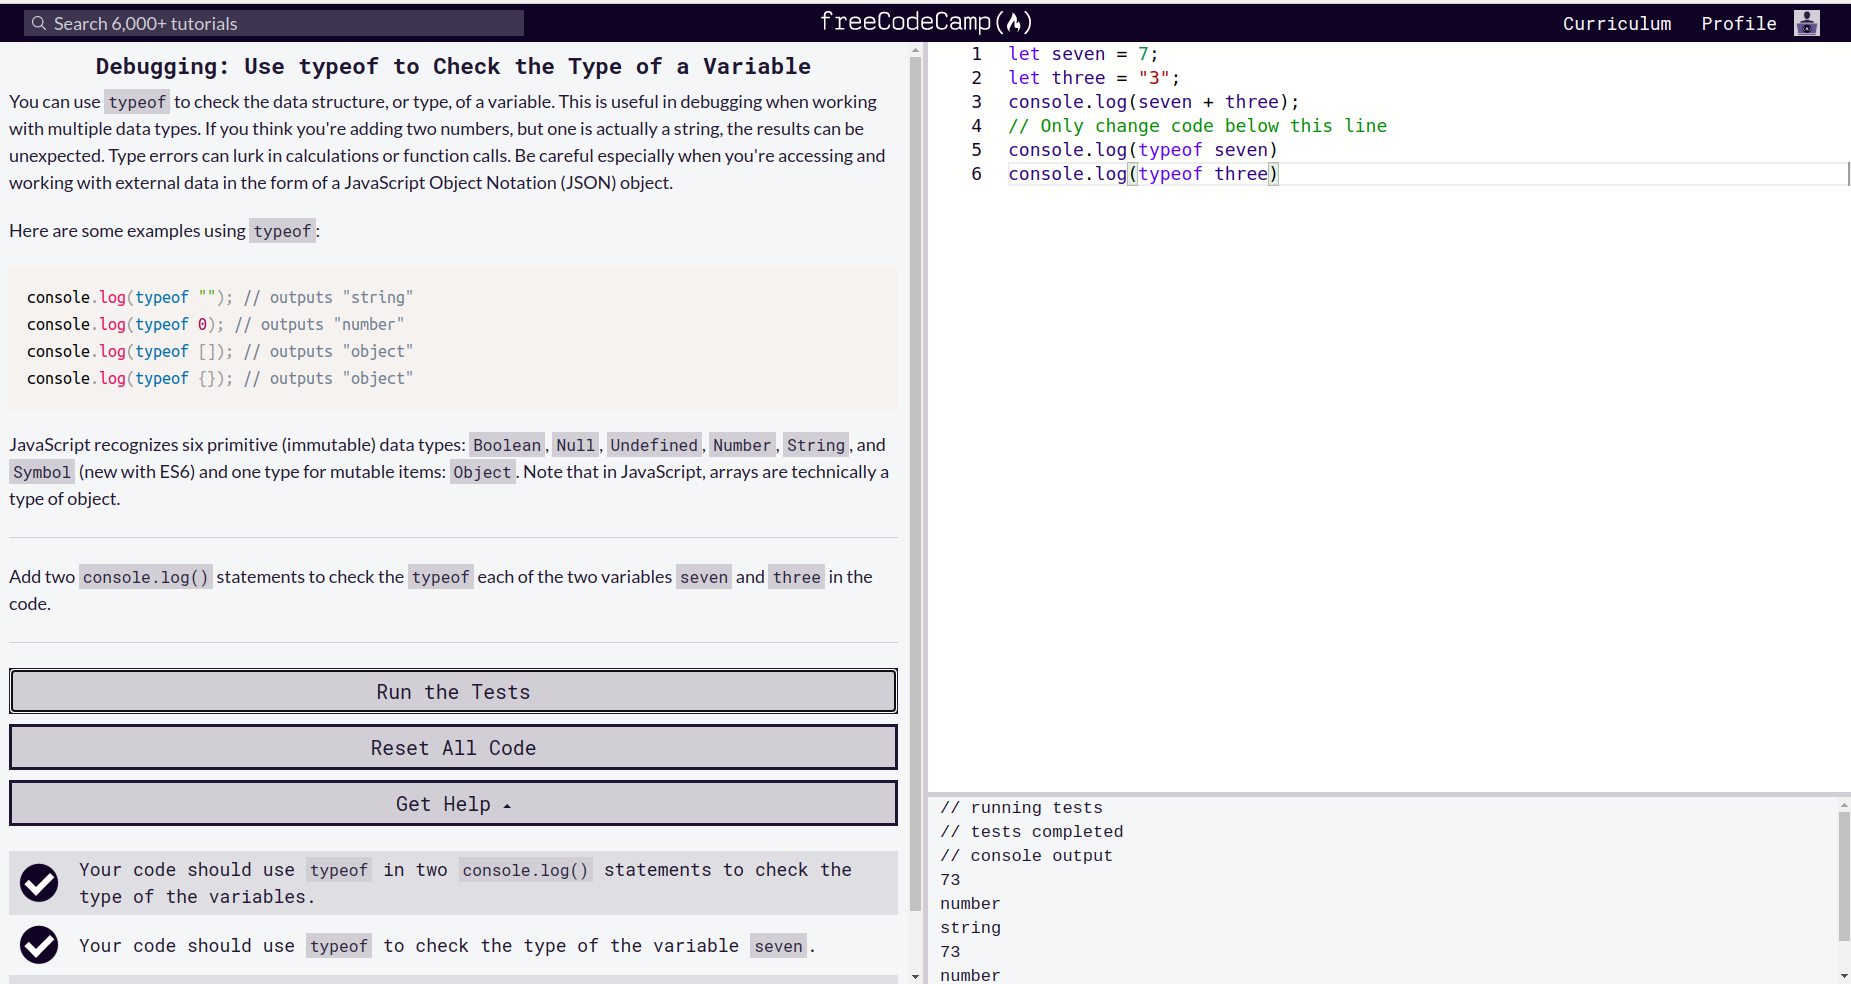 Search 6,000+ tutorials
freeCodeCamp
Curriculum
Profile
Debugging: Use typeof to Check the Type of a Variable
You can use typeof to check the data structure, or type, of a variable. This is useful in debugging when working
with multiple data types. If you think you're adding two numbers, but one is actually a string, the results can be
unexpected. Type errors can lurk in calculations or function calls. Be careful especially when you're accessing and
working with external data in the form of a JavaScript Object Notation (JSON) object.
Here are some examples using typeof:
console.log(typeof ""); // outputs "string"
console.log(typeof 0); // outputs "number"
console.log(typeof []); // outputs "object"
console.log(typeof {}); // outputs "object"
JavaScript recognizes six primitive (immutable) data types: Boolean, Null, Undefined, Number, String, and
Symbol (new with ES6) and one type for mutable items: Object. Note that in JavaScript, arrays are technically a
type of object.
Add two console.log() statements to check the typeof each of the two variables seven and three in the
code.
Run the Tests
Reset All Code
Get Help
Your code should use typeof in two console.log() statements to check the
type of the variables.
Your code should use typeof to check the type of the variable seven.
1 let seven = 7;
2 let three = "3";
3 console.log(seven + three);
4 // Only change code below this line
5 console.log(typeof seven)
6 console.log(typeof three)
// running tests
// tests completed
// console output
73
number
string
73
number